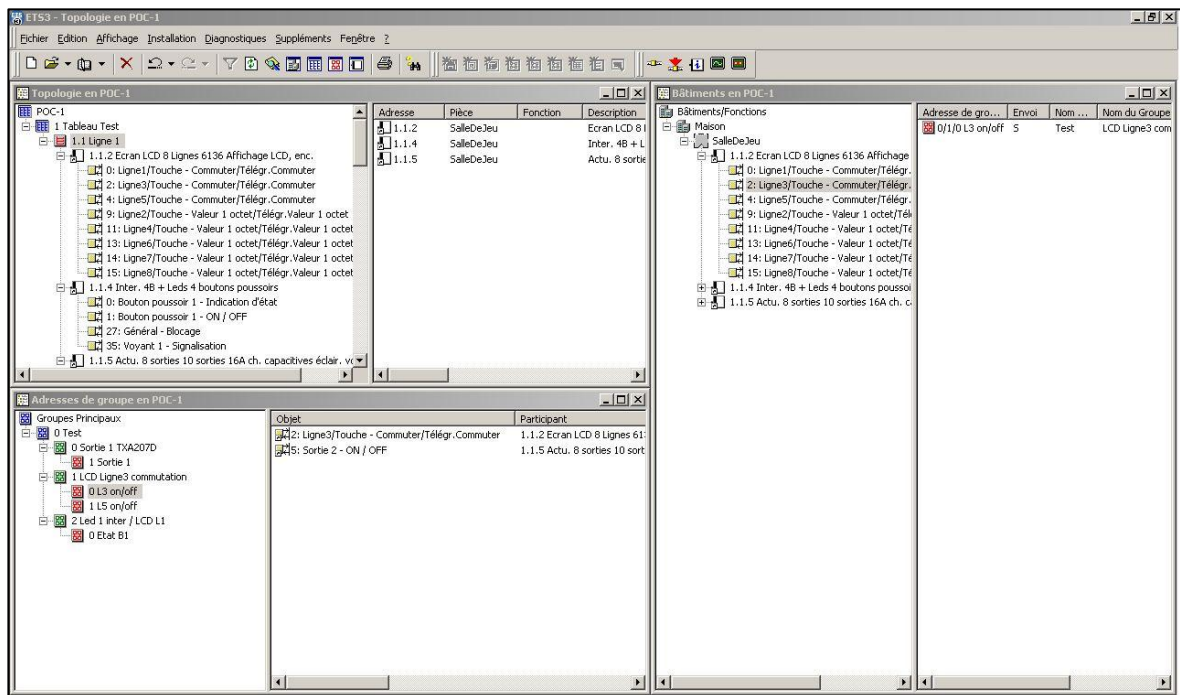 ETS3 - Topologie en POC-1
Fichier Edition Affichage Installation Diagnostiques Suppléments Fenêtre ?
Topologie en POC-1
POC-1
1 Tableau Test
1.1 Ligne 1
1.1.2 Ecran LCD 8 Lignes 6136 Affichage LCD, enc.
0: Ligne1/Touche - Commuter/Télégr.Commuter
2: Ligne3/Touche - Commuter/Télégr.Commuter
4: Ligne5/Touche - Commuter/Télégr.Commuter
9: Ligne2/Touche - Valeur 1 octet/Télégr.Valeur 1 octet
11: Ligne4/Touche - Valeur 1 octet/Télégr.Valeur 1 octet
13: Ligne6/Touche - Valeur 1 octet/Télégr.Valeur 1 octet
14: Ligne7/Touche - Valeur 1 octet/Télégr.Valeur 1 octet
15: Ligne8/Touche - Valeur 1 octet/Télégr.Valeur 1 octet
1.1.4 Inter. 4B + Leds 4 boutons poussoirs
0: Bouton poussoir 1 - Indication d'état
1: Bouton poussoir 1 - ON / OFF
27: Général - Blocage
35: Voyant 1 - Signalisation
1.1.5 Actu. 8 sorties 10 sorties 16A ch. capacitives éclair. vo
Adresse Pièce Fonction Description
1.1.2 SalleDeJeu Ecran LCD 8 l
1.1.4 SalleDeJeu Inter. 4B + L
1.1.5 SalleDeJeu Actu. 8 sortie
Bâtiments en POC-1
Bâtiments/Fonctions
Maison
SalleDeJeu
1.1.2 Ecran LCD 8 Lignes 6136 Affichage
0: Ligne1/Touche - Commuter/Télégr.
2: Ligne3/Touche - Commuter/Télégr.
4: Ligne5/Touche - Commuter/Télégr.
9: Ligne2/Touche - Valeur 1 octet/Télé
11: Ligne4/Touche - Valeur 1 octet/Té
13: Ligne6/Touche - Valeur 1 octet/Té
14: Ligne7/Touche - Valeur 1 octet/Té
15: Ligne8/Touche - Valeur 1 octet/Té
1.1.4 Inter. 4B + Leds 4 boutons poussoi
1.1.5 Actu. 8 sorties 10 sorties 16A ch. c
Adresse de gro... Envoi Nom ... Nom du Groupe
0/1/0 L3 on/off S Test LCD Ligne3 com
Adresses de groupe en POC-1
Groupes Principaux
0 Test
0 Sortie 1 TXA207D
1 Sortie 1
1 LCD Ligne3 commutation
0 L3 on/off
1 L5 on/off
2 Led 1 inter / LCD L1
0 Etat B1
Objet Participant
2: Ligne3/Touche - Commuter/Télégr.Commuter 1.1.2 Ecran LCD 8 Lignes 61
5: Sortie 2 - ON / OFF 1.1.5 Actu. 8 sorties 10 sort